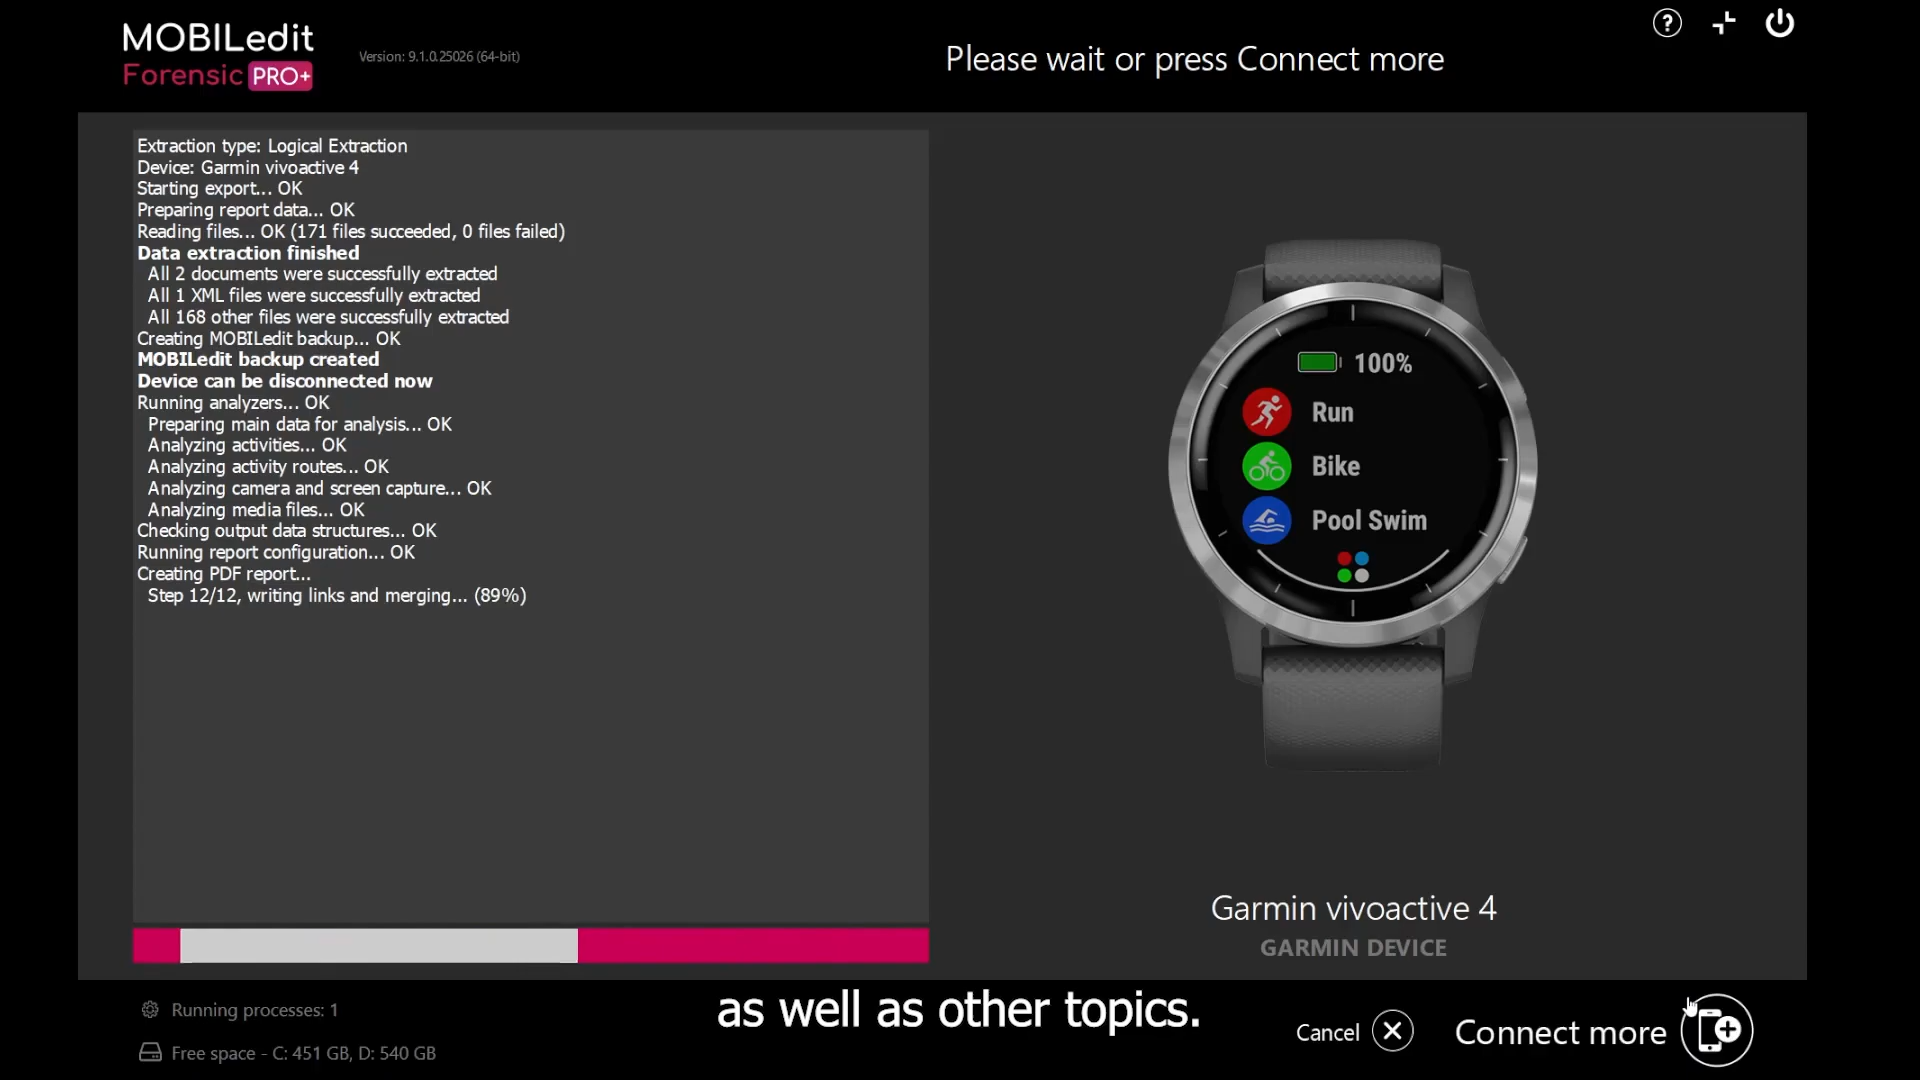 MOBILedit
Forensic PRO+
Version: 9.1.0.25026 (64-bit)
Please wait or press Connect more
?
Extraction type: Logical Extraction
Device: Garmin vivoactive 4
Starting export... OK
Preparing report data... OK
Reading files... OK (171 files succeeded, 0 files failed)
Data extraction finished
All 2 documents were successfully extracted
All 1 XML files were successfully extracted
All 168 other files were successfully extracted
Creating MOBILedit backup... OK
MOBILedit backup created
Device can be disconnected now
Running analyzers... OK
Preparing main data for analysis... OK
Analyzing activities... OK
Analyzing activity routes... OK
Analyzing camera and screen capture... OK
Analyzing media files... OK
Checking output data structures... OK
Running report configuration... OK
Creating PDF report...
Step 12/12, writing links and merging... (89%)
100%
Run
Bike
Pool Swim
Garmin vivoactive 4
GARMIN DEVICE
Running processes: 1
Free space - C: 451 GB, D: 540 GB
as well as other topics.
Cancel
Connect more